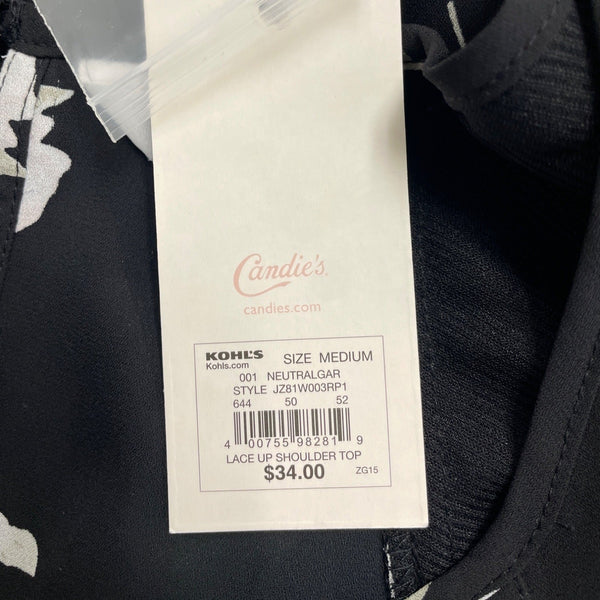 Candie's.
candies.com
KOHL'S SIZE MEDIUM
Kohls.com
001 NEUTRALGAR
STYLE JZ81W003RP1
644 50 52
4 00755 98281 9
LACE UP SHOULDER TOP
$34.00 ZG15